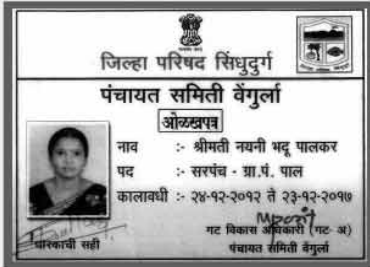 जिल्हा परिषद सिंधुदुर्ग
पंचायत समिती वेंगुर्ला
ओळखपत्र
नाव :- श्रीमती नयनी भदू पालकर
पद :- सरपंच - ग्रा.पं. पाल
कालावधी :- २४-१२-२०१२ ते २३-१२-२०१७
धारकाची सही
गट विकास अधिकारी (गट- अ)
पंचायत समिती वेंगुर्ला